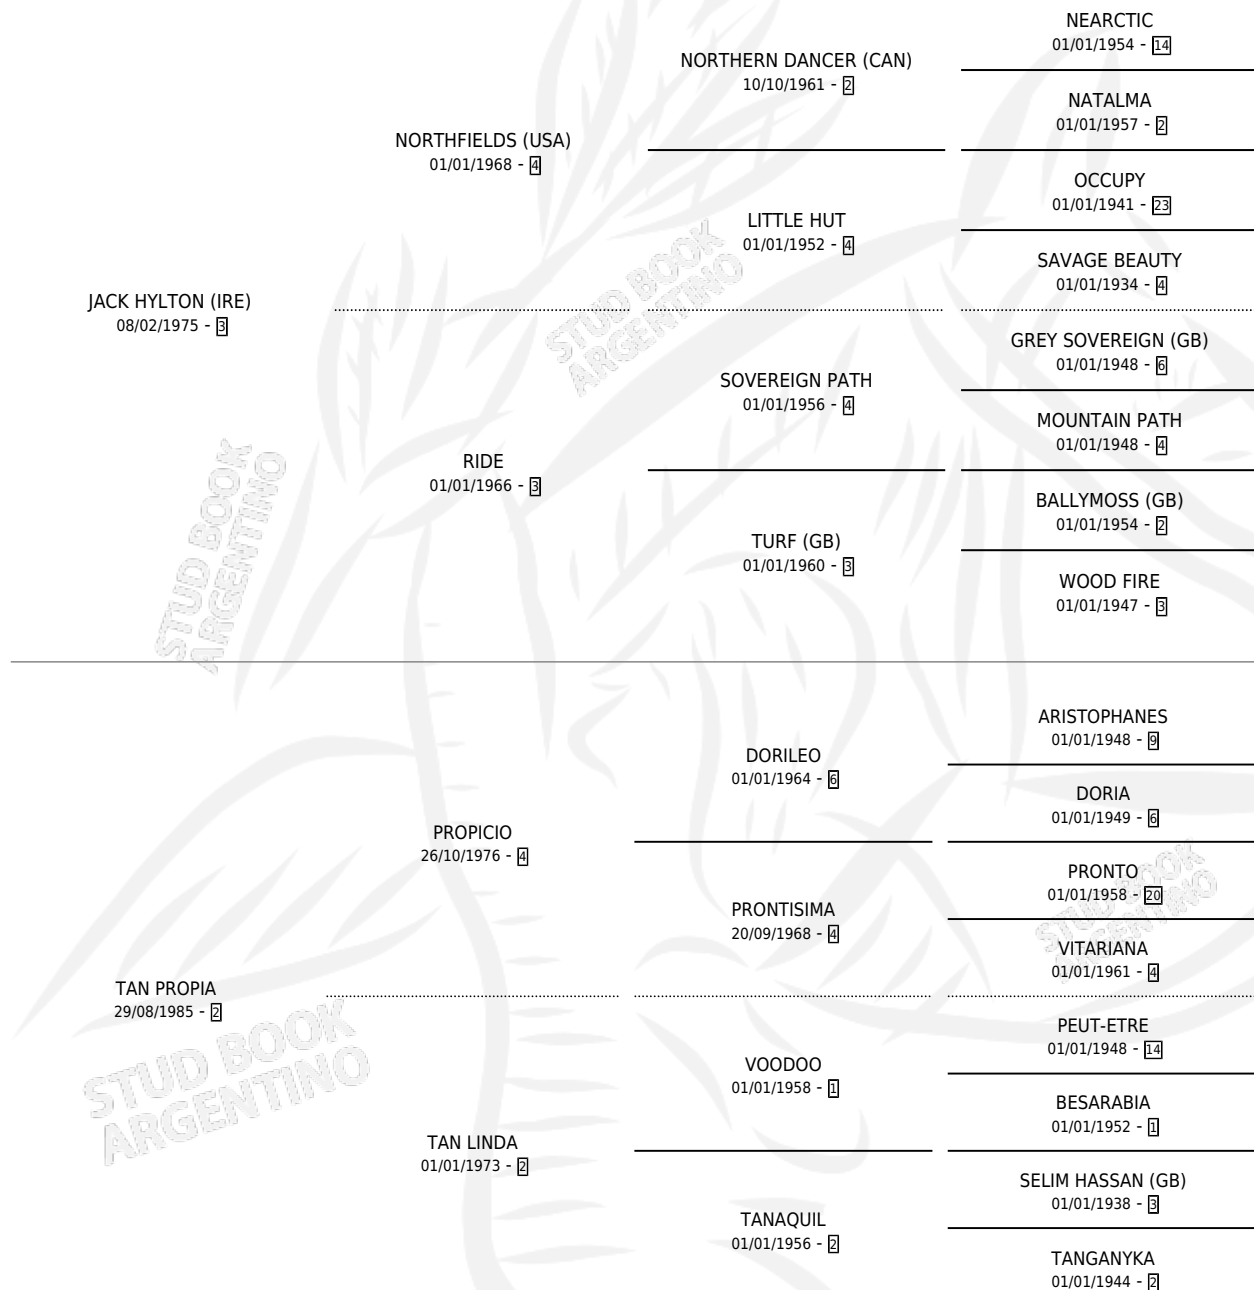 NEARCTIC
01/01/1954 - 14
NORTHERN DANCER (CAN)
10/10/1961 - 2
NATALMA
01/01/1957 - 2
NORTHFIELDS (USA)
01/01/1968 - 4
OCCUPY
01/01/1941 - 23
LITTLE HUT
01/01/1952 - 4
SAVAGE BEAUTY
01/01/1934 - 4
JACK HYLTON (IRE)
08/02/1975 - 3
GREY SOVEREIGN (GB)
01/01/1948 - 6
SOVEREIGN PATH
01/01/1956 - 4
MOUNTAIN PATH
01/01/1948 - 4
RIDE
01/01/1966 - 3
BALLYMOSS (GB)
01/01/1954 - 2
TURF (GB)
01/01/1960 - 3
WOOD FIRE
01/01/1947 - 3
ARISTOPHANES
01/01/1948 - 9
DORILEO
01/01/1964 - 6
DORIA
01/01/1949 - 6
PROPICIO
26/10/1976 - 4
PRONTO
01/01/1958 - 20
PRONTISIMA
20/09/1968 - 4
VITARIANA
01/01/1961 - 4
TAN PROPIA
29/08/1985 - 2
PEUT-ETRE
01/01/1948 - 14
VOODOO
01/01/1958 - 1
BESARABIA
01/01/1952 - 1
TAN LINDA
01/01/1973 - 2
SELIM HASSAN (GB)
01/01/1938 - 3
TANAQUIL
01/01/1956 - 2
TANGANYKA
01/01/1944 - 2
STUD BOOK
ARGENTINO
STUD BOOK
ARGENTINO
STUD BOOK
ARGENTINO
STUD BOOK
ARGENTINO